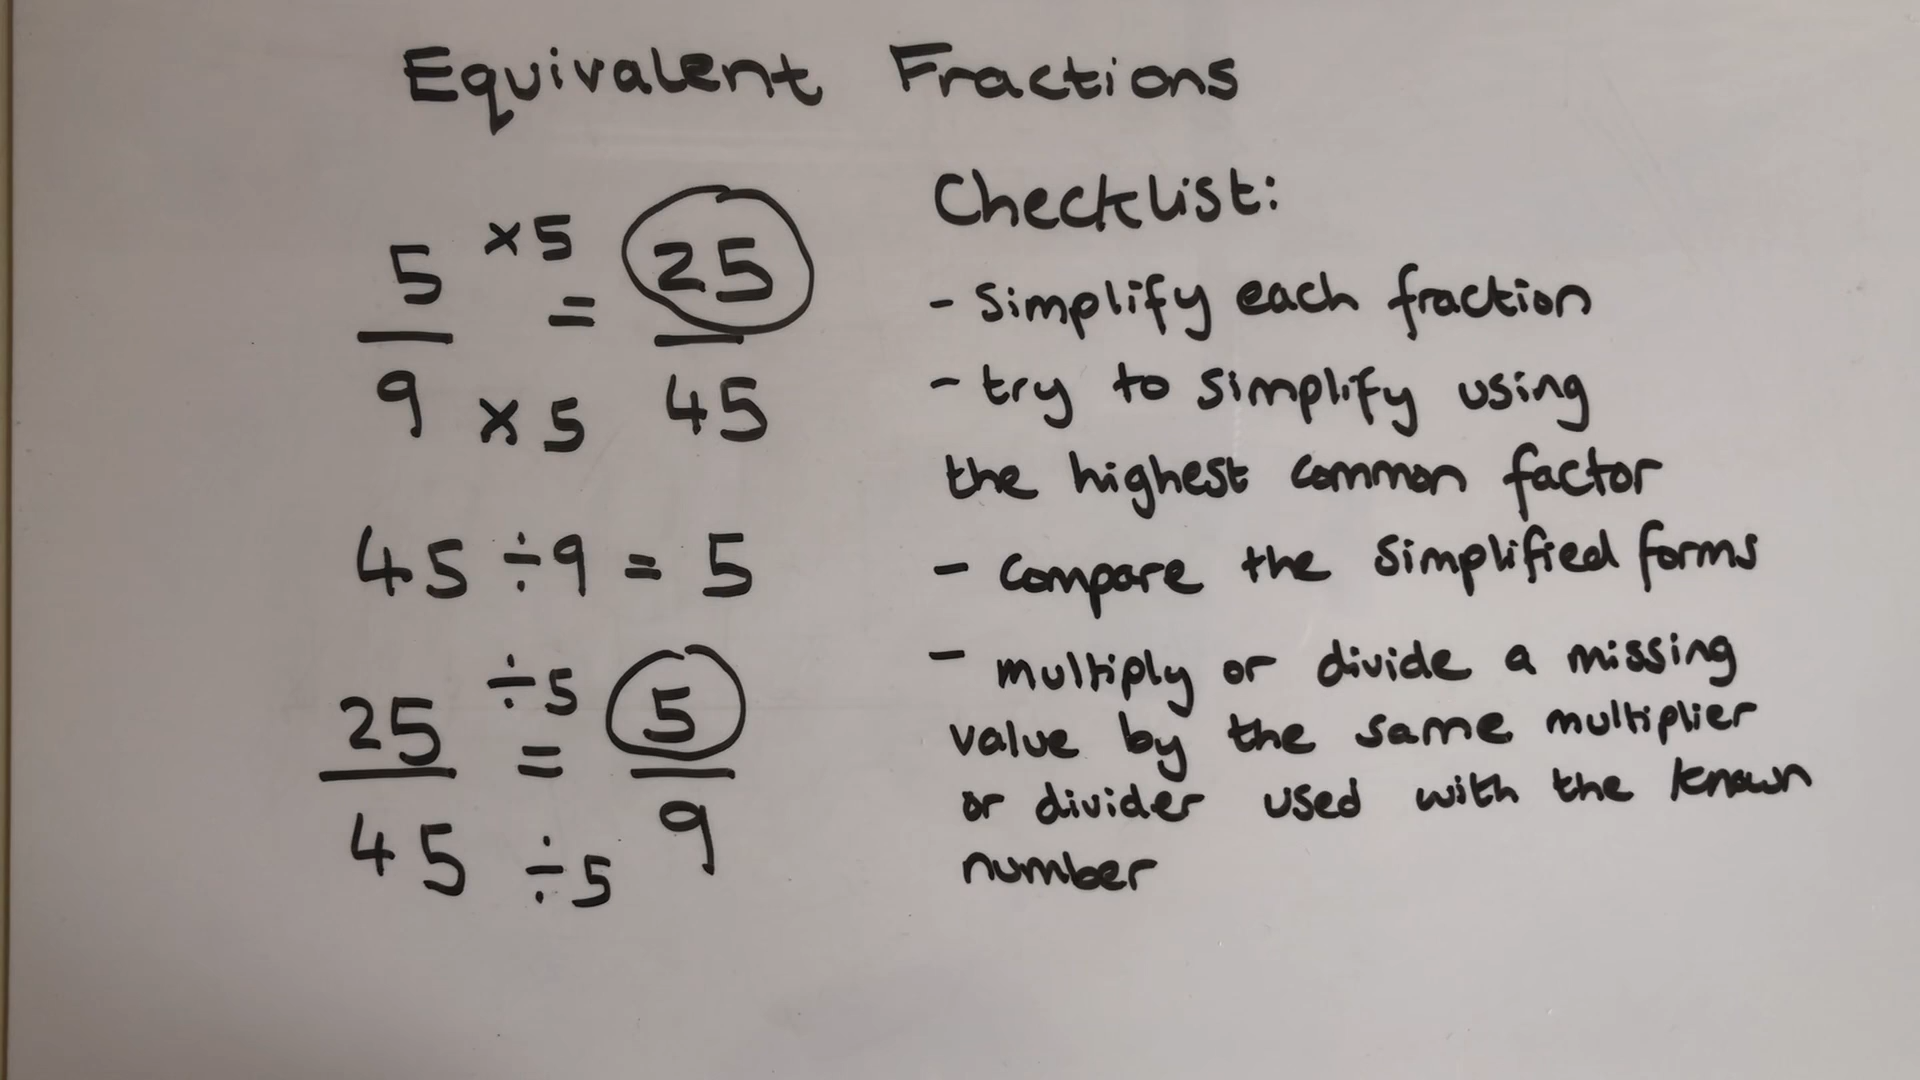 Equivalent Fractions
5 ×5 = 25
9 ×5 45
45 ÷ 9 = 5
25 ÷5 = 5
45 ÷5 9
Checklist:
- Simplify each fraction
- try to simplify using
the highest common factor
- Compare the simplified forms
- multiply or divide a missing
value by the same multiplier
or divider used with the known
number